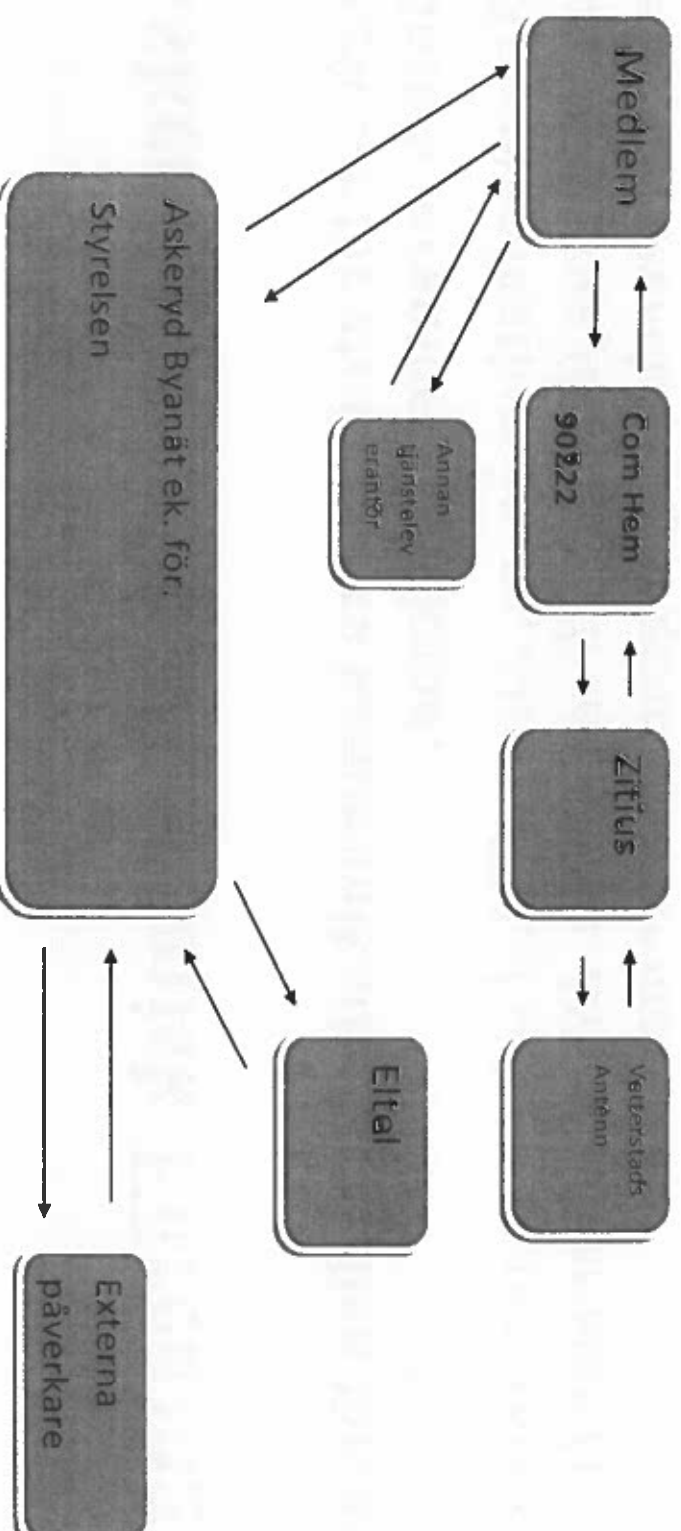 Medlem
Com Hem
90222
Zitius
Vetterstads
Antenn
Annan
tjänstelev
erantör
Eltel
Askeryd Byanät ek. för.
Styrelsen
Externa
påverkare